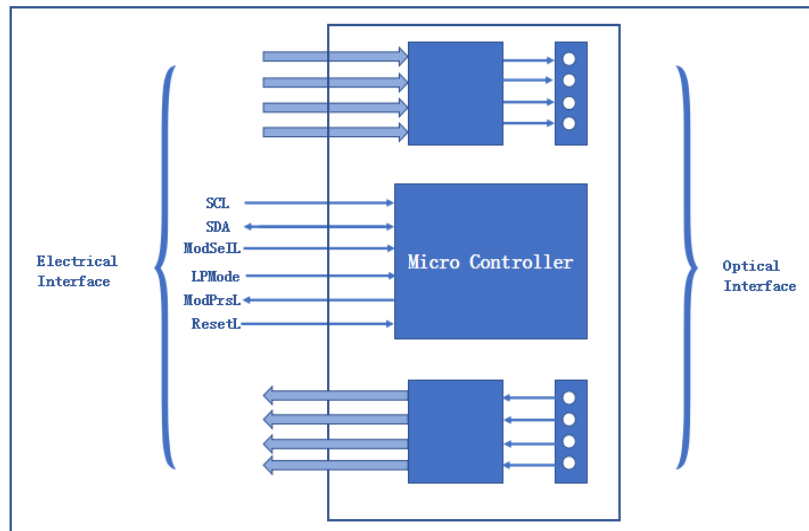 SCL
SDA
ModSelL
LPMode
ModPrsL
ResetL
Electrical
Interface
Micro Controller
Optical
Interface